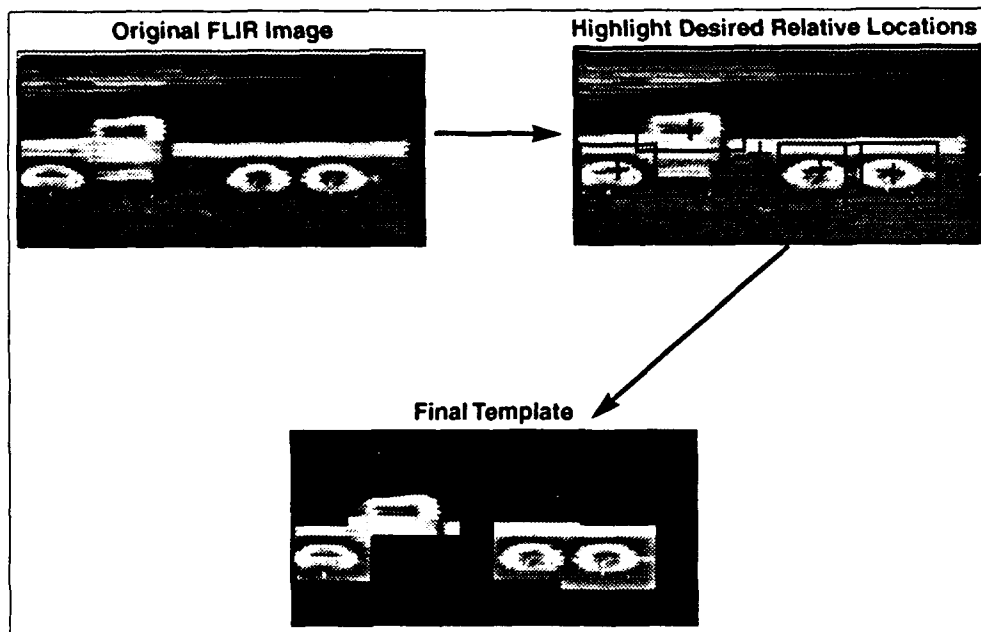 Original FLIR Image
Highlight Desired Relative Locations
Final Template